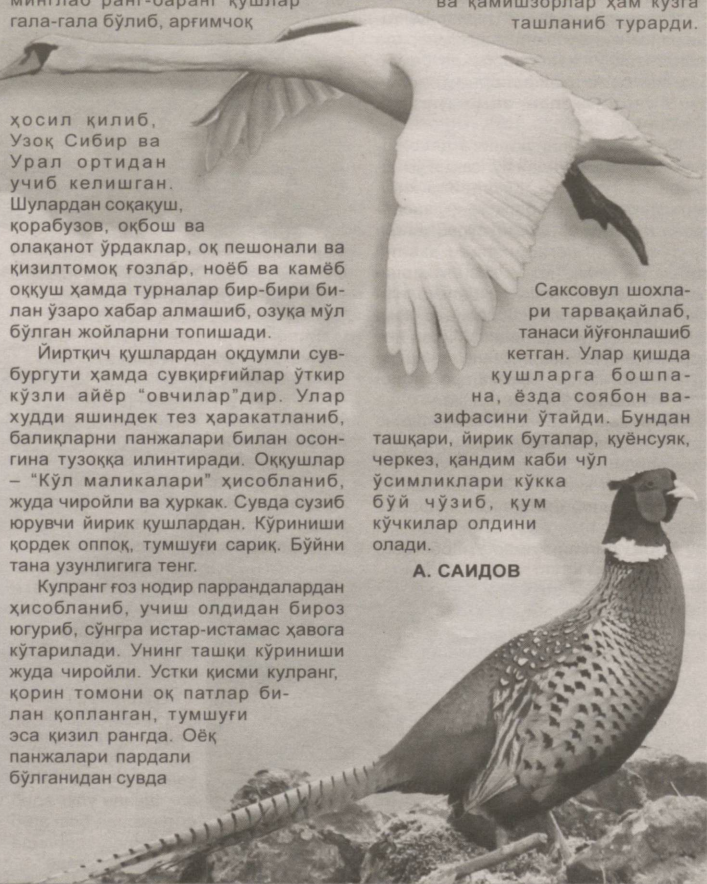 минглаб ранг-баранг қушлар
гала-гала бўлиб, арғимчоқ
ҳосил қилиб,
Узоқ Сибир ва
Урал ортидан
учиб келишган.
Шулардан соқақуш,
қорабузов, оқбош ва
олақанот ўрдаклар, оқ пешонали ва
қизилтомоқ ғозлар, ноёб ва камёб
оққуш ҳамда турналар бир-бири би-
лан ўзаро хабар алмашиб, озуқа мўл
бўлган жойларни топишади.
Йиртқич қушлардан оқдумли сув-
бургути ҳамда сувқирғийлар ўткир
кўзли айёр “овчилар”дир. Улар
худди яшиндек тез ҳаракатланиб,
балиқларни панжалари билан осон-
гина тузоққа илинтиради. Оққушлар
– “Кўл маликалари” ҳисобланиб,
жуда чиройли ва ҳуркак. Сувда сузиб
юрувчи йирик қушлардан. Кўриниши
қордек оппоқ, тумшуғи сариқ. Бўйни
тана узунлигига тенг.
Кулранг ғоз нодир паррандалардан
ҳисобланиб, учиш олдидан бироз
югуриб, сўнгра истар-истамас ҳавога
кўтарилади. Унинг ташқи кўриниши
жуда чиройли. Устки қисми кулранг,
қорин томони оқ патлар би-
лан қопланган, тумшуғи
эса қизил рангда. Оёқ
панжалари пардали
бўлганидан сувда
ва қамишзорлар ҳам кўзга
ташланиб турарди.
Саксовул шохла-
ри тарвақайлаб,
танаси йўғонлашиб
кетган. Улар қишда
қушларга бошпа-
на, ёзда соябон ва-
зифасини ўтайди. Бундан
ташқари, йирик буталар, қуёнсуяк,
черкез, қандим каби чўл
ўсимликлари кўкка
бўй чўзиб, қум
кўчкилар олдини
олади.
А. САИДОВ